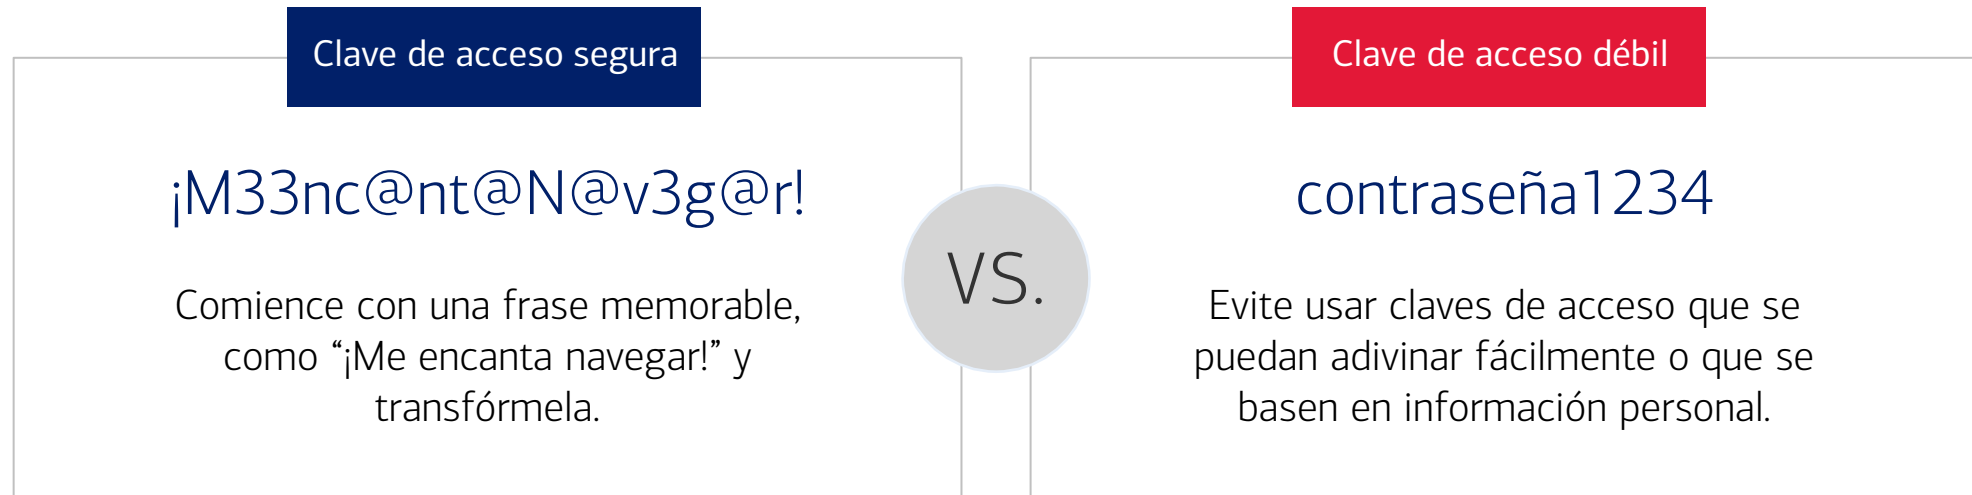 Clave de acceso segura
¡M33nc@nt@N@v3g@r!
Comience con una frase memorable,
como “¡Me encanta navegar!” y
transfórmela.
VS.
Clave de acceso débil
contraseña1234
Evite usar claves de acceso que se
puedan adivinar fácilmente o que se
basen en información personal.